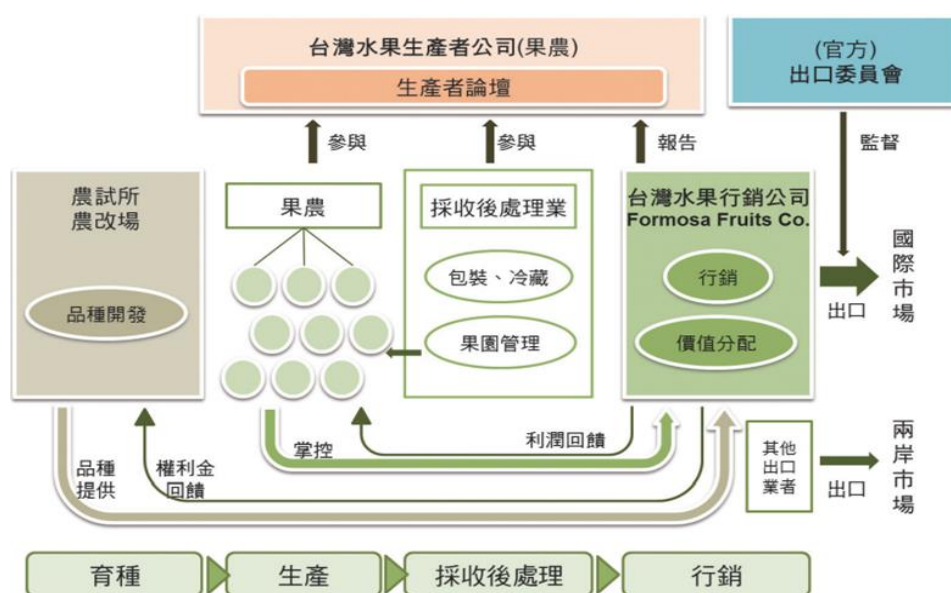 台灣水果生產者公司(果農)
生產者論壇
(官方)
出口委員會
參與
參與
報告
監督
農試所
農改場
品種開發
果農
採收後處理業
包裝、冷藏
果園管理
台灣水果行銷公司
Formosa Fruits Co.
行銷
價值分配
出口
國際市場
品種
提供
權利金
回饋
掌控
利潤回饋
其他
出口
業者
出口
兩岸市場
育種
生產
採收後處理
行銷